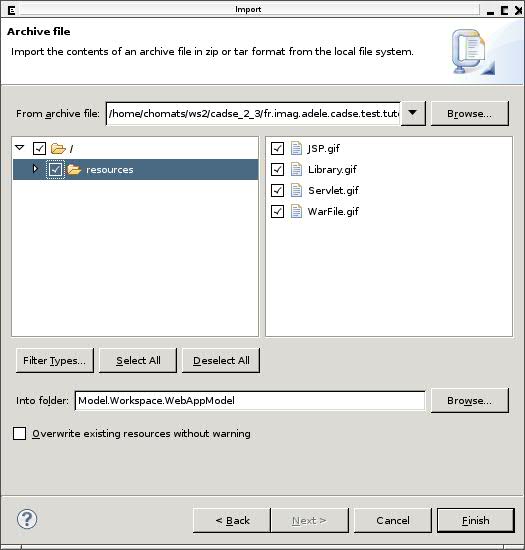 Import
Archive file
Import the contents of an archive file in zip or tar format from the local file system.
From archive file: /home/chomats/ws2/cadse_2_3/fr.imag.adele.cadse.test.tut Browse...
/
resources
JSP.gif
Library.gif
Servlet.gif
WarFile.gif
Filter Types... Select All Deselect All
Into folder: Model.Workspace.WebAppModel Browse...
Overwrite existing resources without warning
? < Back Next > Cancel Finish